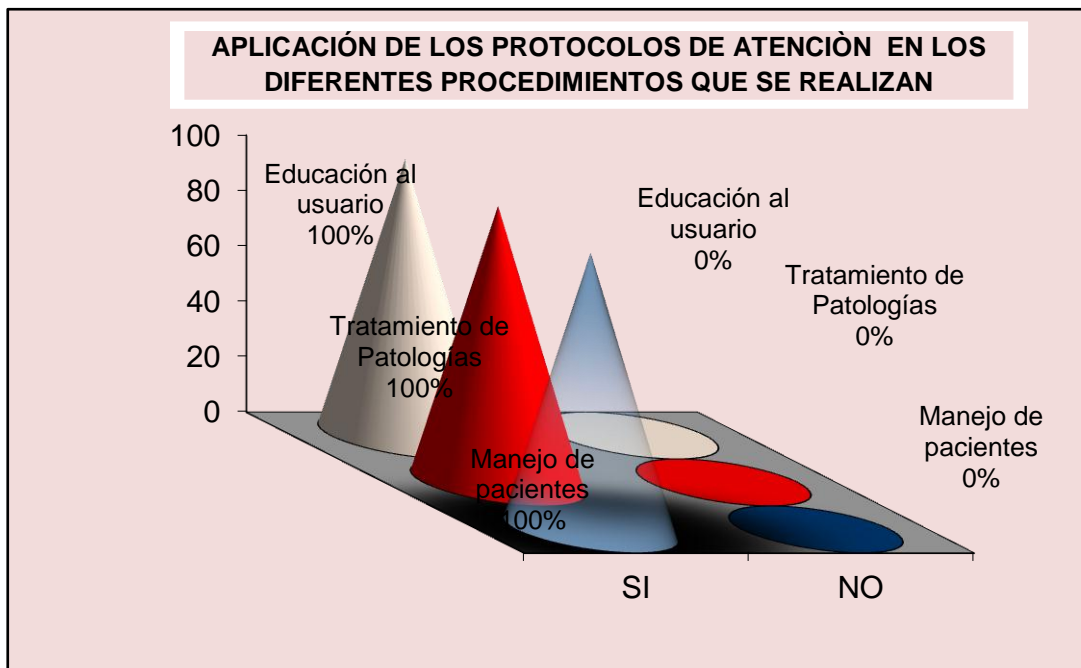 APLICACIÓN DE LOS PROTOCOLOS DE ATENCIÒN EN LOS
DIFERENTES PROCEDIMIENTOS QUE SE REALIZAN
100
80
60
40
20
0
Educación al
usuario
100%
Tratamiento de
Patologías
100%
Manejo de
pacientes
100%
Educación al
usuario
0%
Tratamiento de
Patologías
0%
Manejo de
pacientes
0%
SI
NO